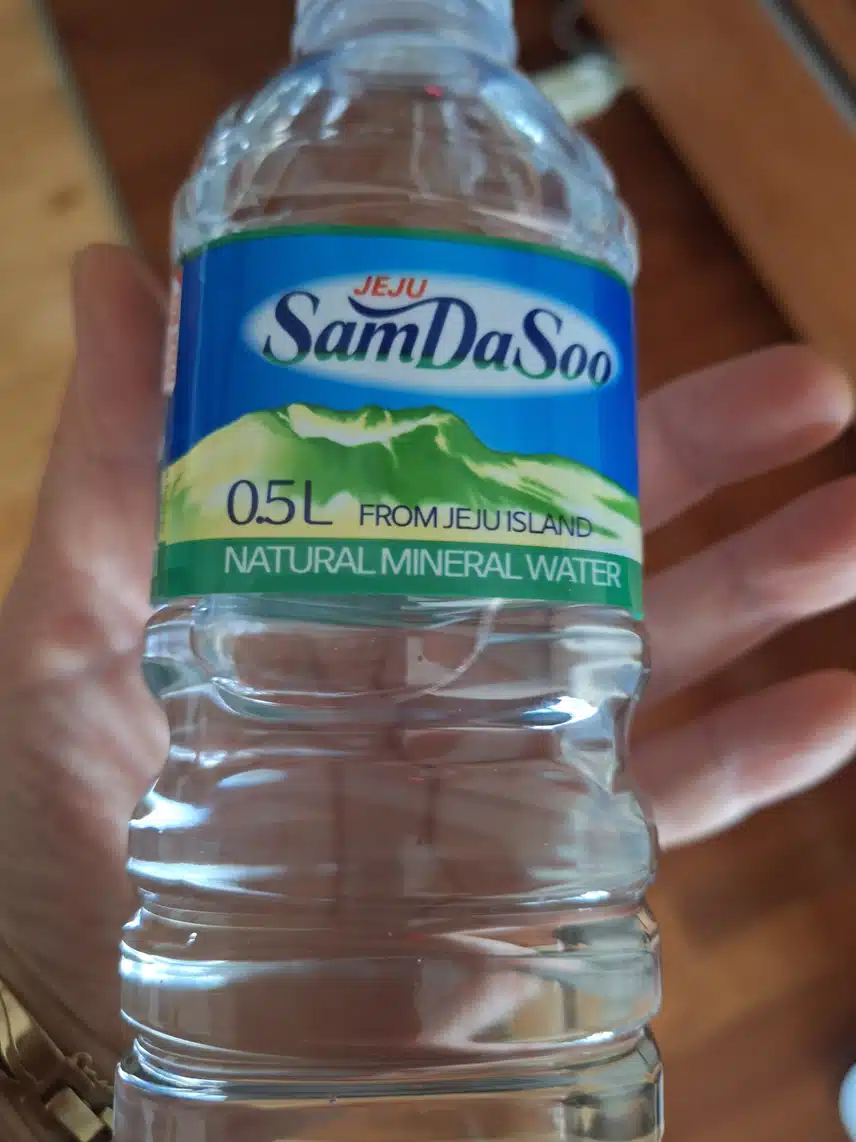 JEJU
SamDaSoo
0.5L FROM JEJU ISLAND
NATURAL MINERAL WATER